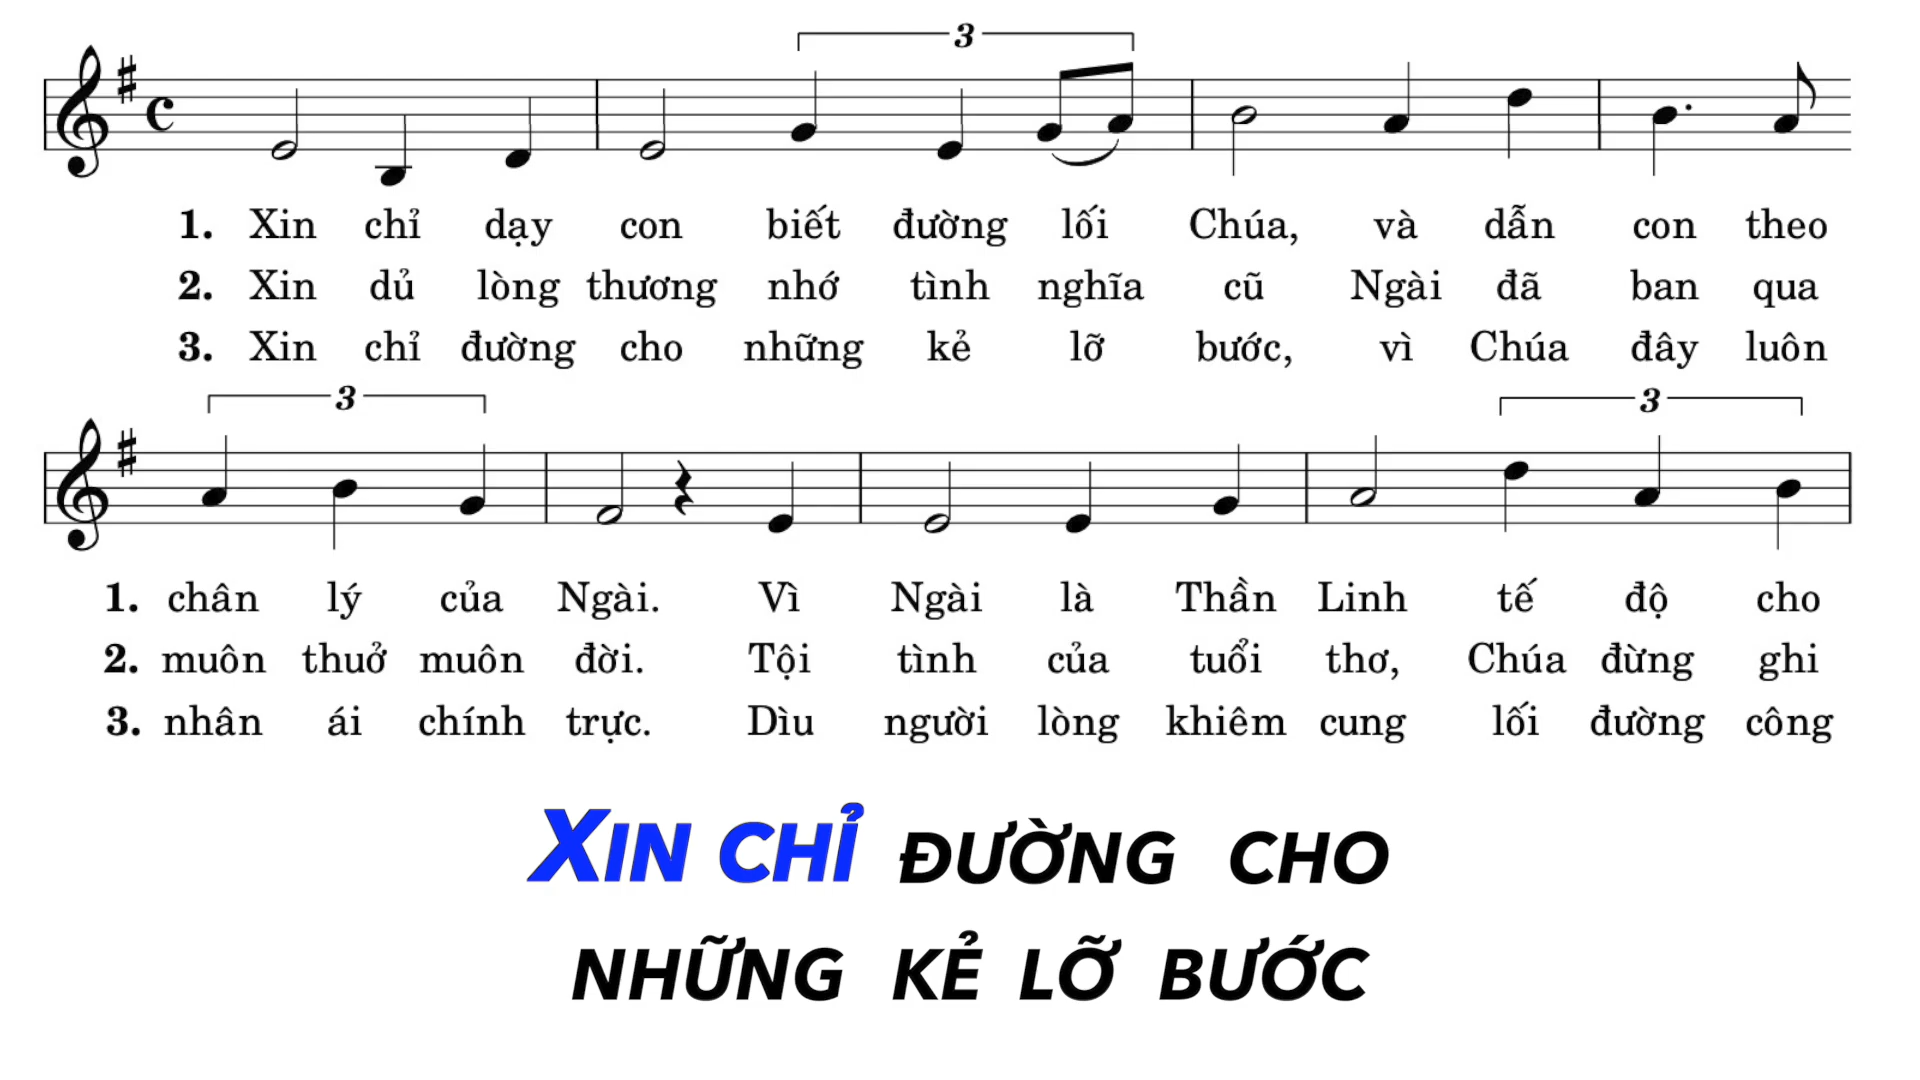 3
1. Xin chỉ dạy con biết đường lối Chúa, và dẫn con theo
2. Xin dủ lòng thương nhớ tình nghĩa cũ Ngài đã ban qua
3. Xin chỉ đường cho những kẻ lỡ bước, vì Chúa đây luôn
3 3
1. chân lý của Ngài. Vì Ngài là Thần Linh tế độ cho
2. muôn thuở muôn đời. Tội tình của tuổi thơ, Chúa đừng ghi
3. nhân ái chính trực. Dìu người lòng khiêm cung lối đường công
XIN CHỈ ĐƯỜNG CHO
NHỮNG KẺ LỠ BƯỚC